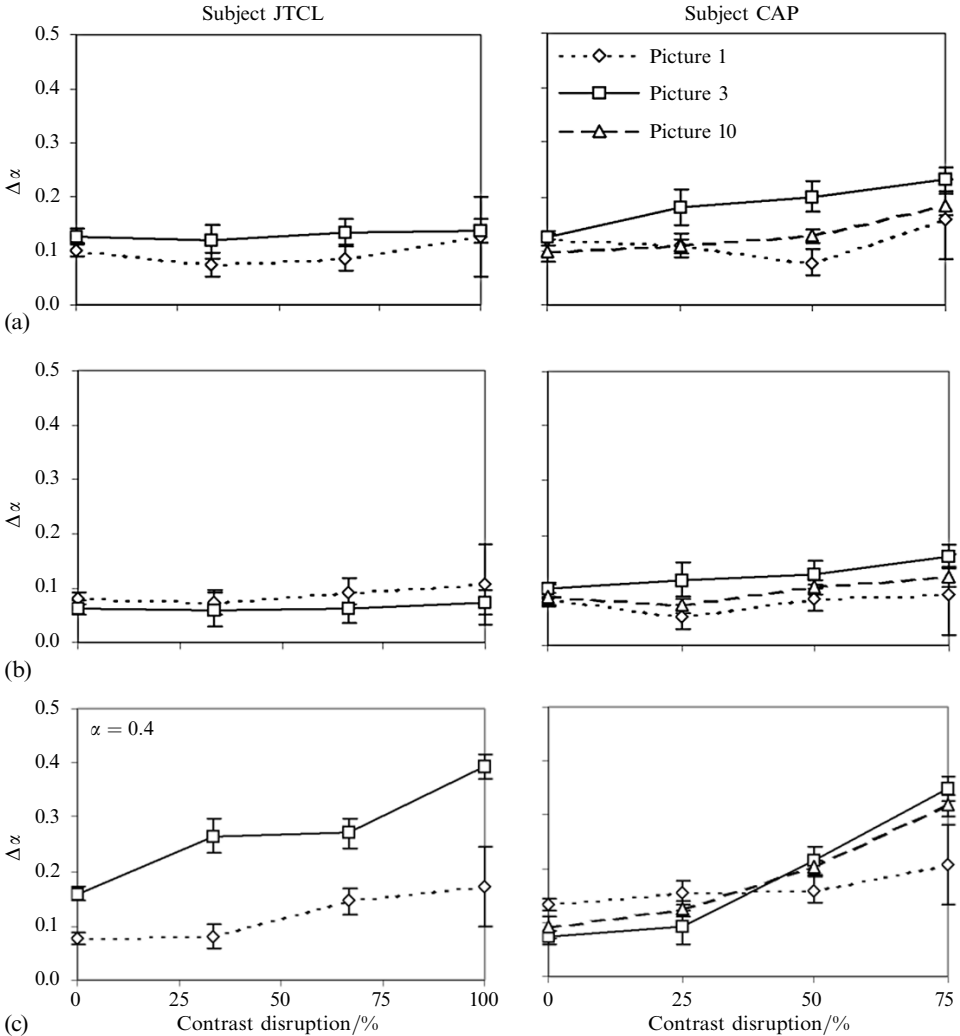 Subject JTCL
Subject CAP
0.5
0.4
0.3
0.2
0.1
0.0
Δα
(a)
Picture 1
Picture 3
Picture 10
0.5
0.4
0.3
0.2
0.1
0.0
Δα
(b)
0.5
0.4
0.3
0.2
0.1
0.0
Δα
α = 0.4
0 25 50 75 100
0 25 50 75
(c)
Contrast disruption/%
Contrast disruption/%